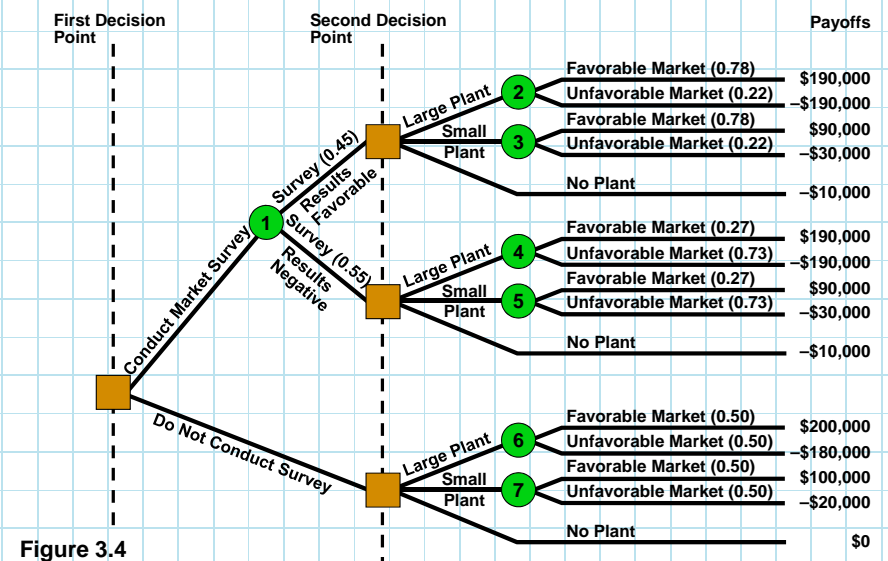 First Decision
Point
Second Decision
Point
Payoffs
Conduct Market Survey
Do Not Conduct Survey
1
Survey (0.45)
Results
Favorable
Survey (0.55)
Results
Negative
Large Plant
Small
Plant
No Plant
2
3
Favorable Market (0.78)
Unfavorable Market (0.22)
Favorable Market (0.78)
Unfavorable Market (0.22)
$190,000
–$190,000
$90,000
–$30,000
–$10,000
Large Plant
Small
Plant
No Plant
4
5
Favorable Market (0.27)
Unfavorable Market (0.73)
Favorable Market (0.27)
Unfavorable Market (0.73)
$190,000
–$190,000
$90,000
–$30,000
–$10,000
Large Plant
Small
Plant
No Plant
6
7
Favorable Market (0.50)
Unfavorable Market (0.50)
Favorable Market (0.50)
Unfavorable Market (0.50)
$200,000
–$180,000
$100,000
–$20,000
$0
Figure 3.4